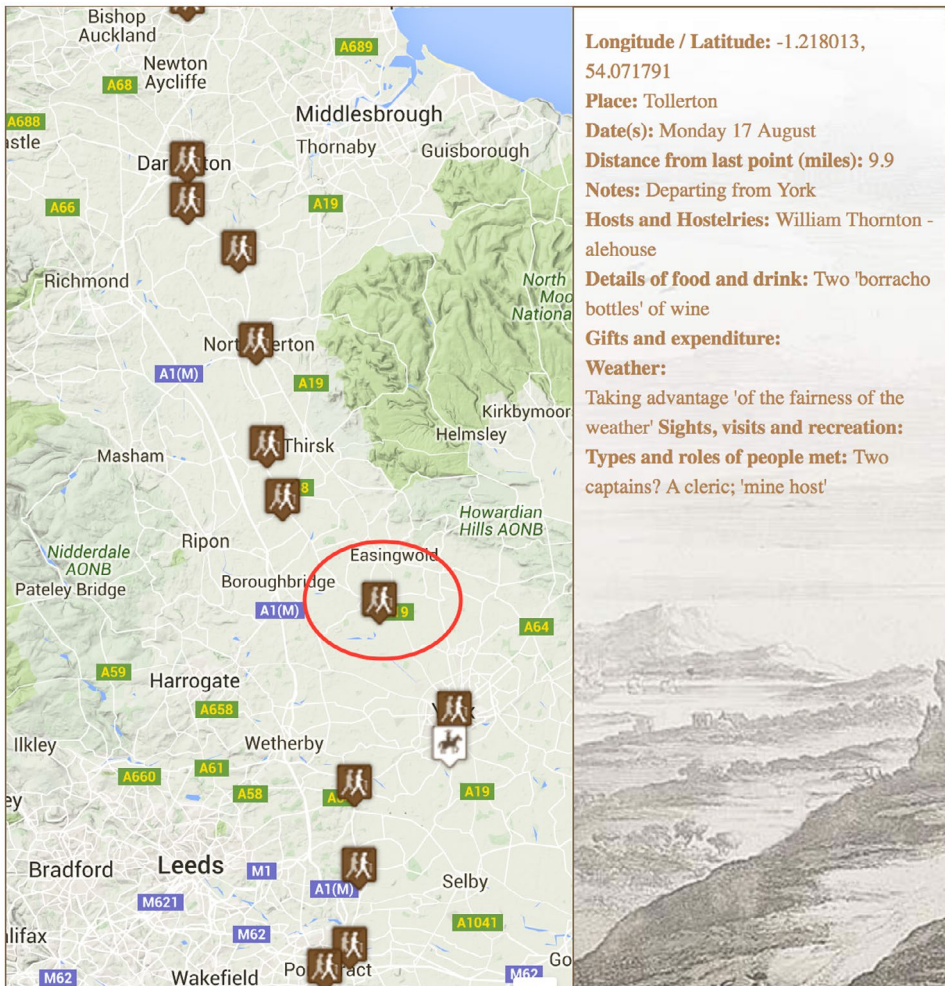 Bishop
Auckland
A689
Newton
Aycliffe
A68
Middlesbrough
A688
Thornaby
Guisborough
A66
A19
Richmond
North
A1(M)
A19
Kirkbymoor
Helmsley
Thirsk
Masham
Howardian
Hills AONB
Ripon
Nidderdale
AONB
Easingwold
Pateley Bridge
Boroughbridge
A1(M)
A64
A59
Harrogate
A658
Ilkley
Wetherby
A61
A660
A58
A19
Bradford
Leeds
M1
A1(M)
Selby
M621
A1041
M62
Wakefield
M62
M62
Longitude / Latitude: -1.218013,
54.071791
Place: Tollerton
Date(s): Monday 17 August
Distance from last point (miles): 9.9
Notes: Departing from York
Hosts and Hostelries: William Thornton -
alehouse
Details of food and drink: Two 'borracho
bottles' of wine
Gifts and expenditure:
Weather:
Taking advantage 'of the fairness of the
weather' Sights, visits and recreation:
Types and roles of people met: Two
captains? A cleric; 'mine host'